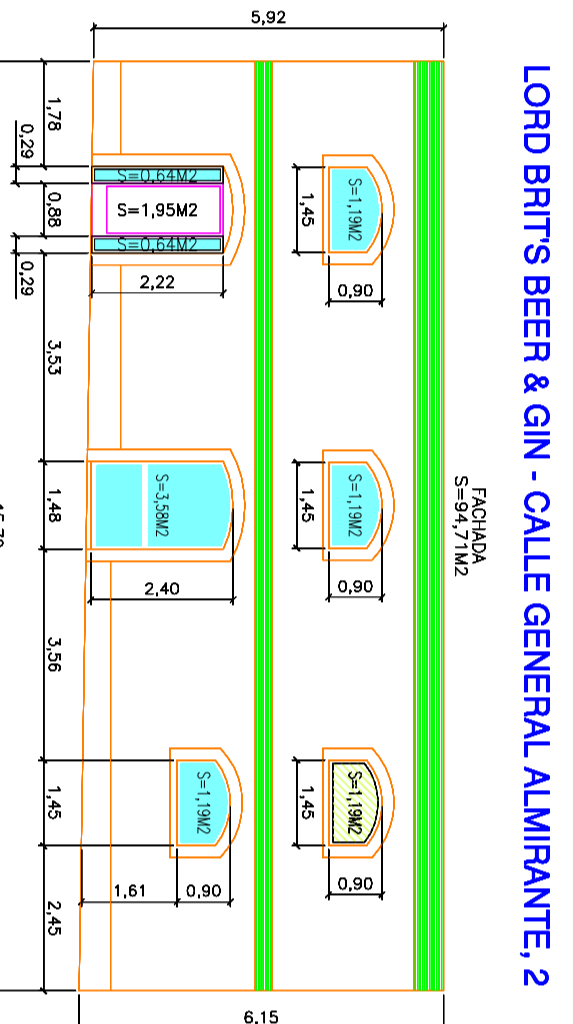 LORD BRIT'S BEER & GIN - CALLE GENERAL ALMIRANTE, 2
FACHADA
S=94,71M2
5,92
S=1,19M2
1,45
0,90
S=1,19M2
1,45
0,90
S=1,19M2
1,45
0,90
S=0,64M2
S=1,95M2
S=0,64M2
2,22
S=3,58M2
2,40
S=1,19M2
1,61
0,90
1,78
0,29
0,88
0,29
3,53
1,48
3,56
1,45
2,45
6,15